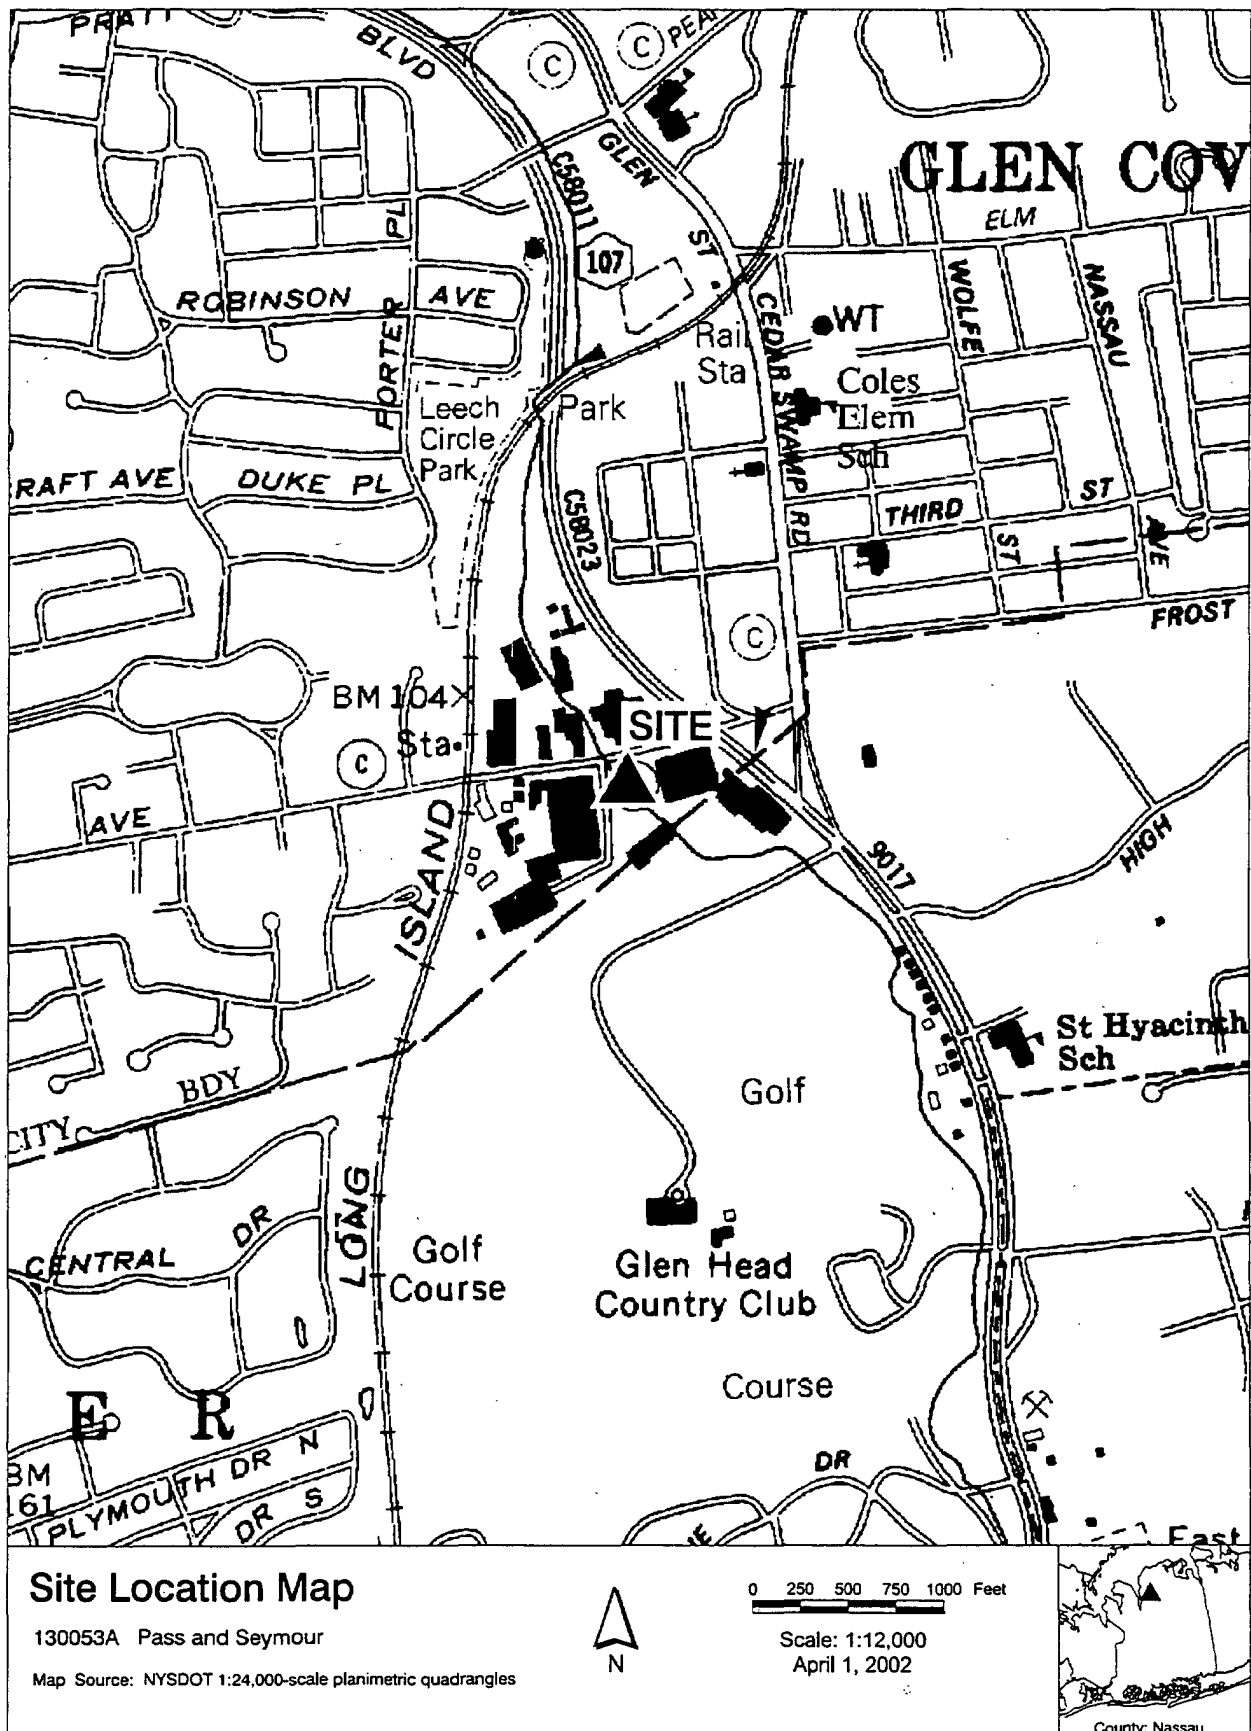 PRATT
BLVD
C
C
PEA
C58011
GLEN
ST
GLEN COV
ELM
107
PL
PORTER
ROBINSON AVE
WOLFE
NASSAU
WT
Rail
Sta
CEDAR SWAMP RD
Coles
Elem
Sch
Leech
Circle
Park
Park
RAFT AVE
DUKE PL
C58023
THIRD
ST
ST
AVE
FROST
C
BM 104X
Sta.
C
SITE
AVE
ISLAND
9017
HIGH
St Hyacinth
Sch
BDY
CITY
Golf
LONG
CENTRAL
DR
Golf
Course
Glen Head
Country Club
Course
E R
BM
161
PLYMOUTH DR N
DR S
DR
East
Site Location Map
130053A Pass and Seymour
Map Source: NYSDOT 1:24,000-scale planimetric quadrangles
N
0 250 500 750 1000 Feet
Scale: 1:12,000
April 1, 2002
County: Nassau